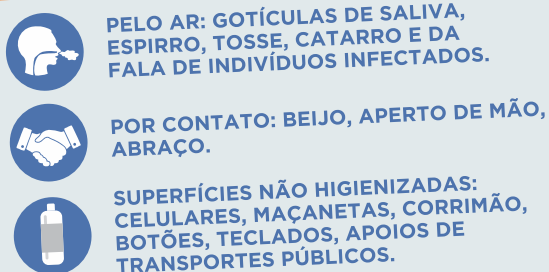 PELO AR: GOTÍCULAS DE SALIVA,
ESPIRRO, TOSSE, CATARRO E DA
FALA DE INDIVÍDUOS INFECTADOS.
POR CONTATO: BEIJO, APERTO DE MÃO,
ABRAÇO.
SUPERFÍCIES NÃO HIGIENIZADAS:
CELULARES, MAÇANETAS, CORRIMÃO,
BOTÕES, TECLADOS, APOIOS DE
TRANSPORTES PÚBLICOS.